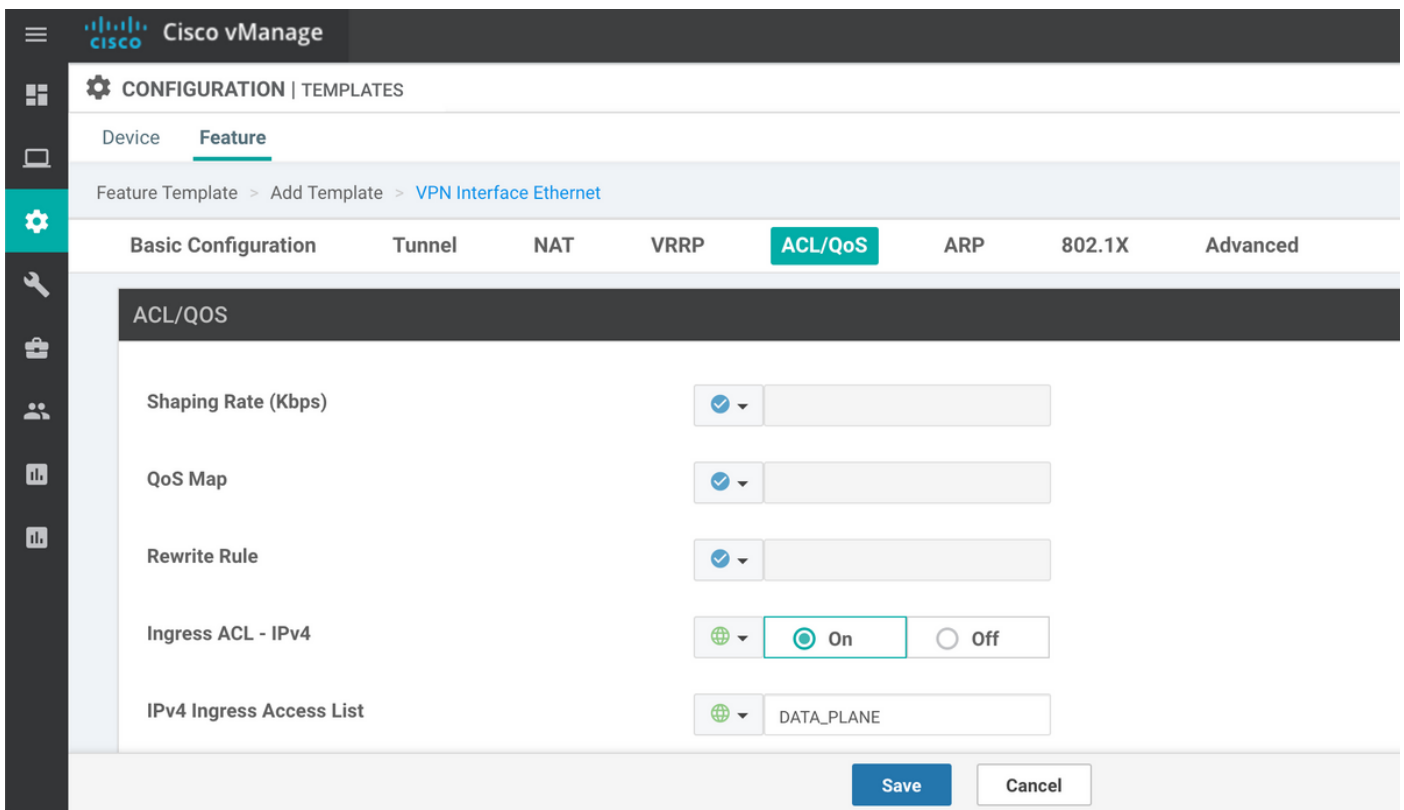 CISCO Cisco vManage
CONFIGURATION | TEMPLATES
Device Feature
Feature Template > Add Template > VPN Interface Ethernet
Basic Configuration Tunnel NAT VRRP ACL/QoS ARP 802.1X Advanced
ACL/QOS
Shaping Rate (Kbps)
QoS Map
Rewrite Rule
Ingress ACL - IPv4 On Off
IPv4 Ingress Access List DATA_PLANE
Save Cancel